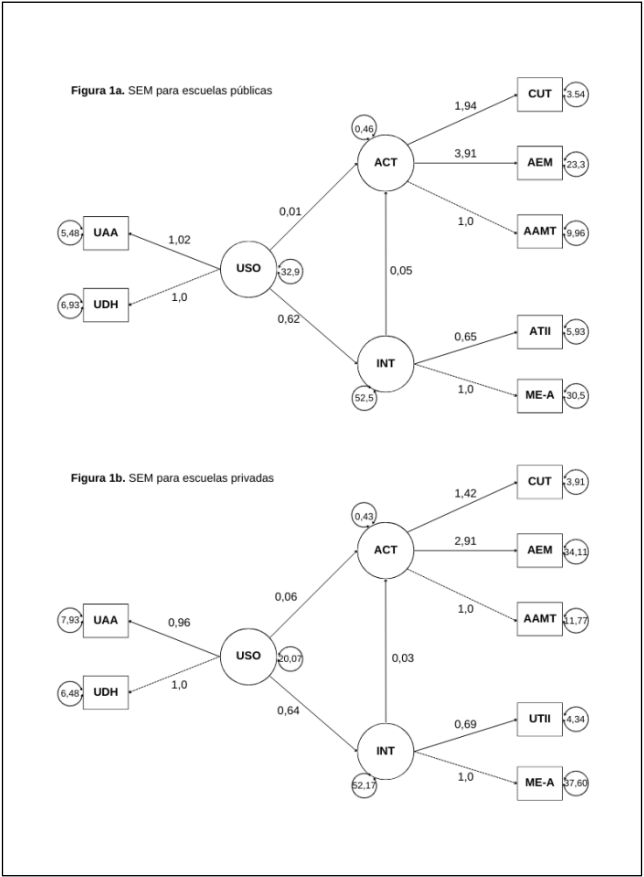 Figura 1a. SEM para escuelas públicas
CUT
3.54
1,94
0,46
ACT
3,91
AEM
23,3
0,01
1,0
AAMT
9,96
5,48
UAA
1,02
USO
32,9
0,05
6,93
UDH
1,0
0,62
0,65
ATII
5,93
INT
1,0
ME-A
30,5
52,5
Figura 1b. SEM para escuelas privadas
CUT
3,91
1,42
0,43
ACT
2,91
AEM
34,11
0,06
1,0
AAMT
11,77
7,93
UAA
0,96
USO
20,07
0,03
6,48
UDH
1,0
0,64
0,69
UTII
4,34
INT
1,0
ME-A
37,60
52,17